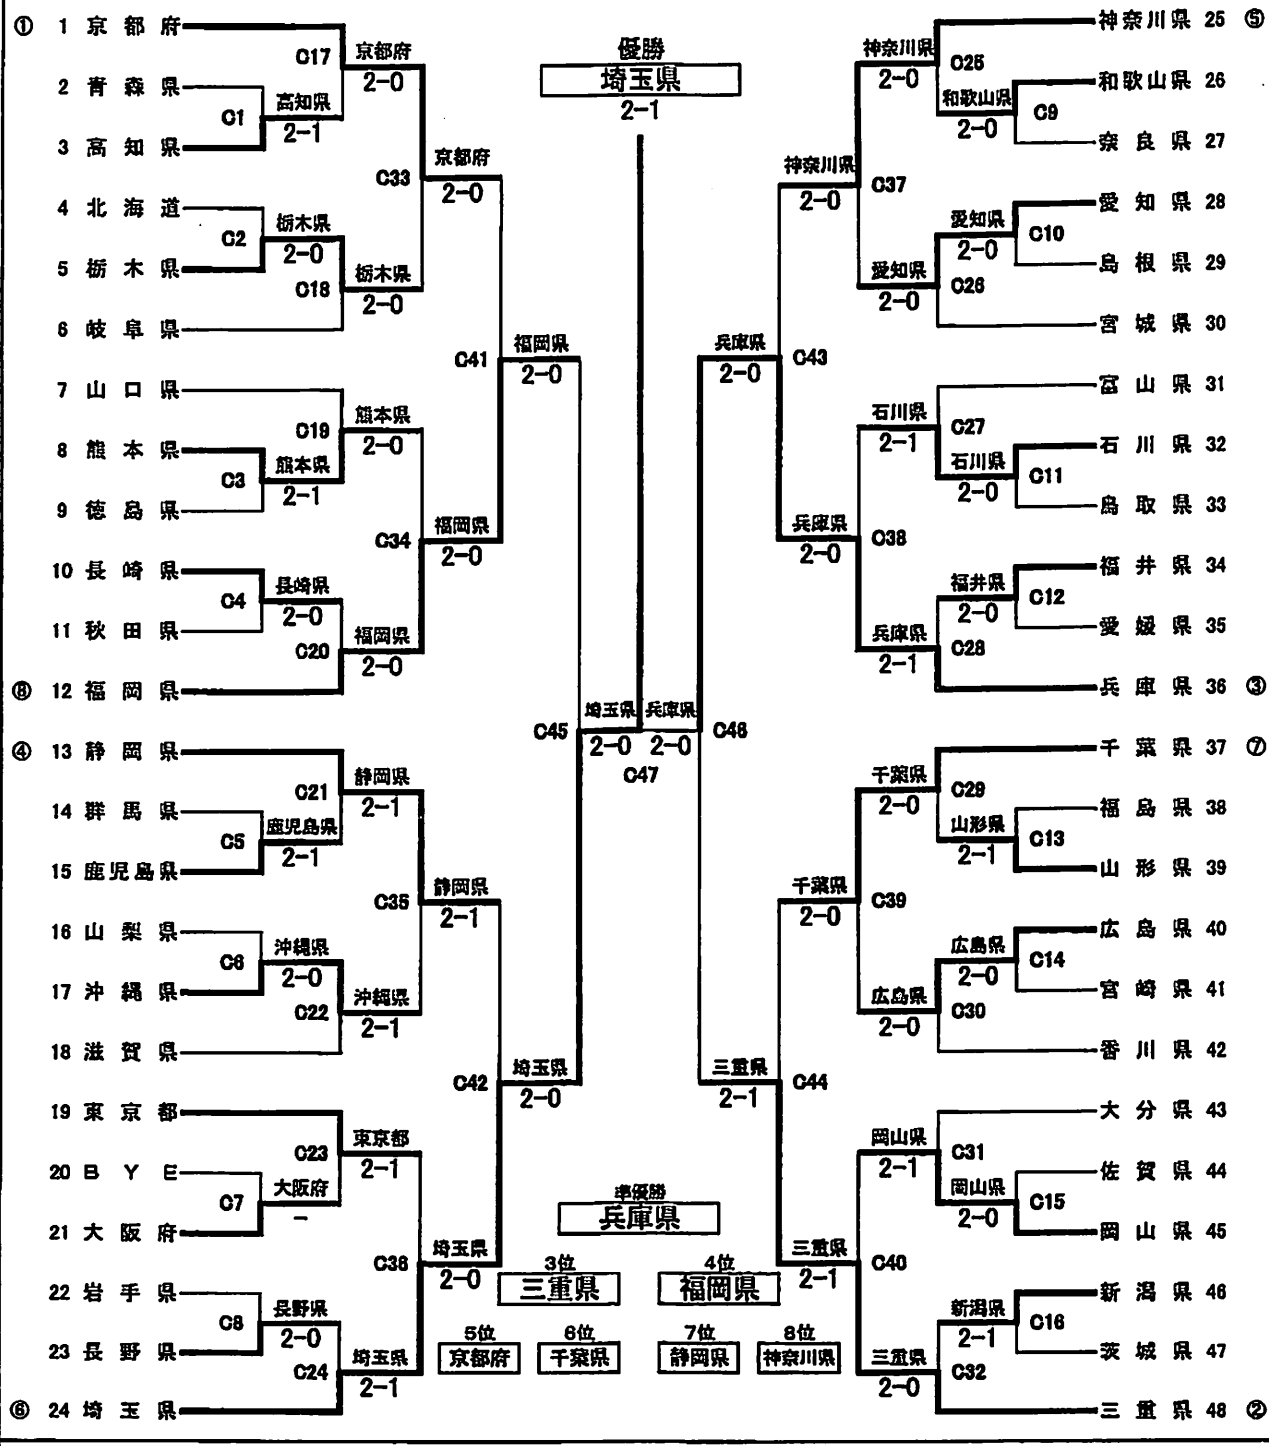 ① 1 京都府
2 青森県
3 高知県
4 北海道
5 栃木県
6 岐阜県
7 山口県
8 熊本県
9 徳島県
10 長崎県
11 秋田県
⑧ 12 福岡県
④ 13 静岡県
14 群馬県
15 鹿児島県
16 山梨県
17 沖縄県
18 滋賀県
19 東京都
20 BYE
21 大阪府
22 岩手県
23 長野県
⑥ 24 埼玉県
C1
高知県
2-1
C2
栃木県
2-0
C3
熊本県
2-1
C4
長崎県
2-0
C5
鹿児島県
2-1
C6
沖縄県
2-0
C7
大阪府
-
C8
長野県
2-0
C17
京都府
2-0
C18
栃木県
2-0
C19
熊本県
2-0
C20
福岡県
2-0
C21
静岡県
2-1
C22
沖縄県
2-1
C23
東京都
2-1
C24
埼玉県
2-1
C33
京都府
2-0
C34
福岡県
2-0
C35
静岡県
2-1
C36
埼玉県
2-0
C41
福岡県
2-0
C42
埼玉県
2-0
優勝
埼玉県
2-1
C45
埼玉県
2-0
兵庫県
2-0
C46
C47
準優勝
兵庫県
3位
三重県
4位
福岡県
5位
京都府
6位
千葉県
7位
静岡県
8位
神奈川県
兵庫県
2-0
C43
三重県
2-1
C44
神奈川県
2-0
C37
兵庫県
2-0
C38
千葉県
2-0
C39
三重県
2-1
C40
神奈川県
2-0
C25
愛知県
2-0
C26
石川県
2-1
C27
兵庫県
2-1
C28
千葉県
2-0
C29
広島県
2-0
C30
岡山県
2-1
C31
三重県
2-0
C32
和歌山県
2-0
C9
愛知県
2-0
C10
石川県
2-0
C11
福井県
2-0
C12
山形県
2-1
C13
広島県
2-0
C14
岡山県
2-0
C15
新潟県
2-1
C16
神奈川県 25 ⑤
和歌山県 26
奈良県 27
愛知県 28
島根県 29
宮城県 30
富山県 31
石川県 32
鳥取県 33
福井県 34
愛媛県 35
兵庫県 36 ③
千葉県 37 ⑦
福島県 38
山形県 39
広島県 40
宮崎県 41
香川県 42
大分県 43
佐賀県 44
岡山県 45
新潟県 46
茨城県 47
三重県 48 ②